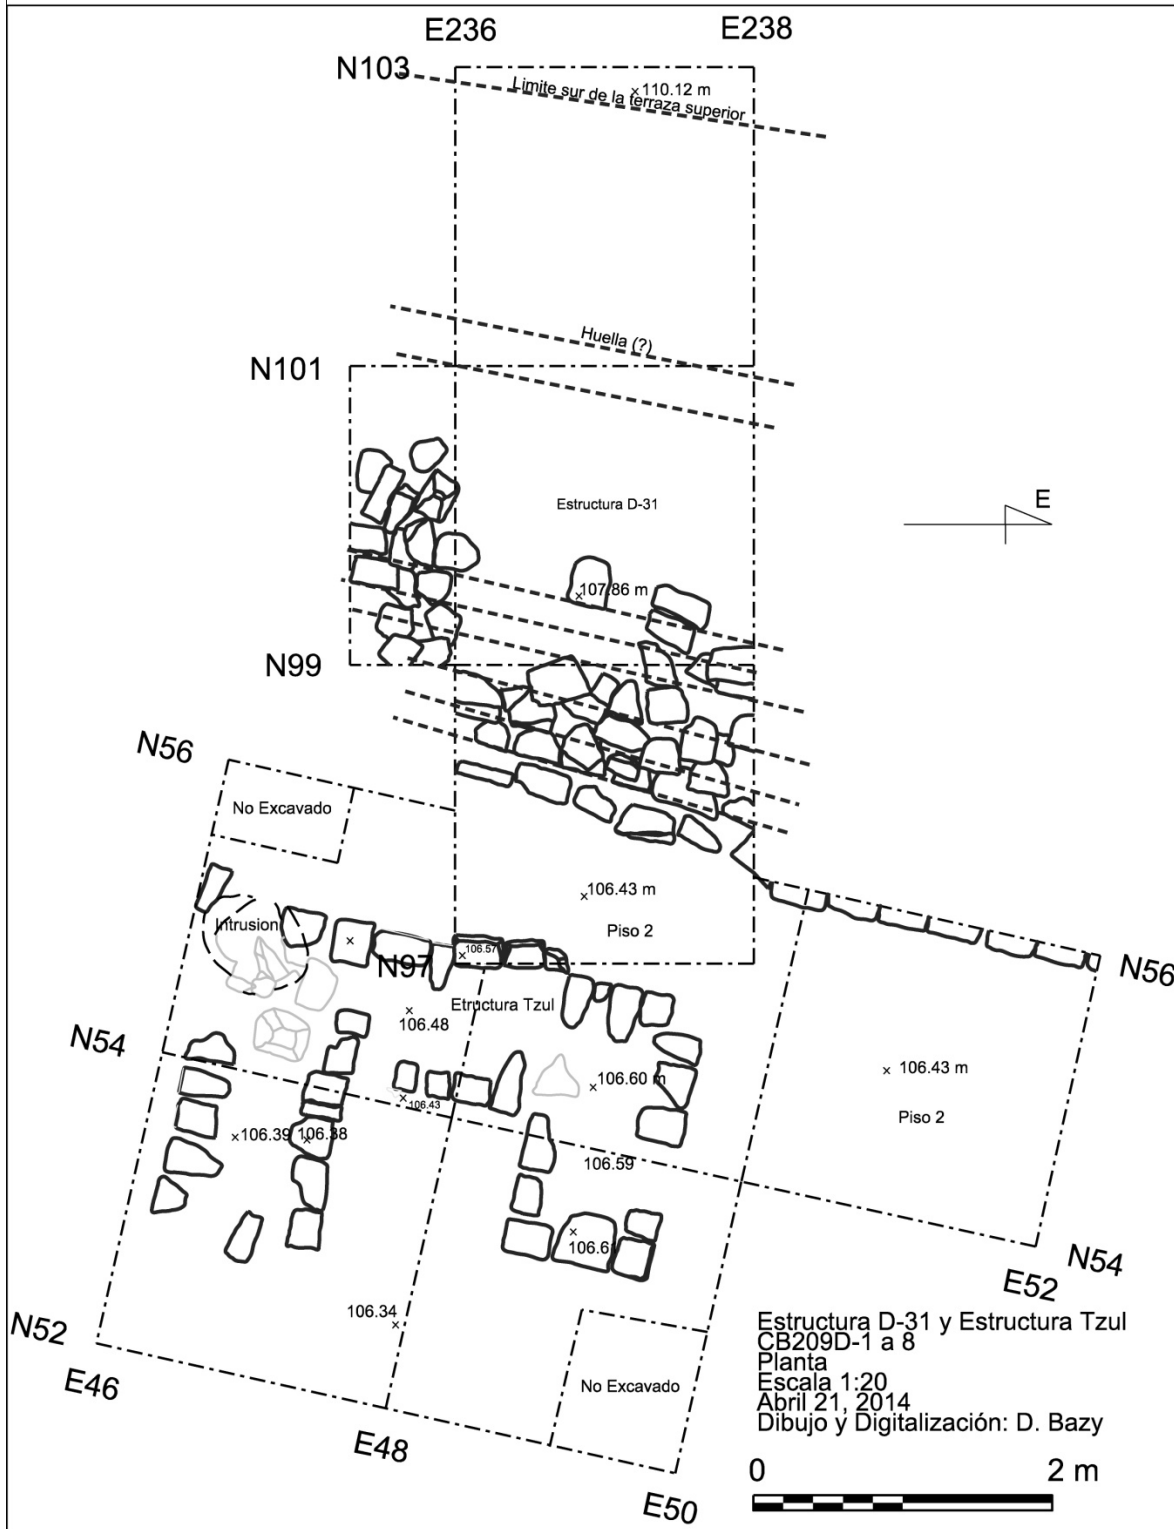 E236 E238
N103
Limite sur de la terraza superior
110.12 m
Huella (?)
N101
Estructura D-31
E
107.86 m
N99
N56
No Excavado
106.43 m
Intrusion
Piso 2
106.57
N97
N56
Etructura Tzul
106.48
N54
106.60 m
106.43 m
106.43
Piso 2
106.39
106.38
106.59
106.61
N54
E52
106.34
N52
Estructura D-31 y Estructura Tzul
CB209D-1 a 8
Planta
Escala 1:20
Abril 21, 2014
Dibujo y Digitalización: D. Bazy
E46
No Excavado
E48
0 2 m
E50